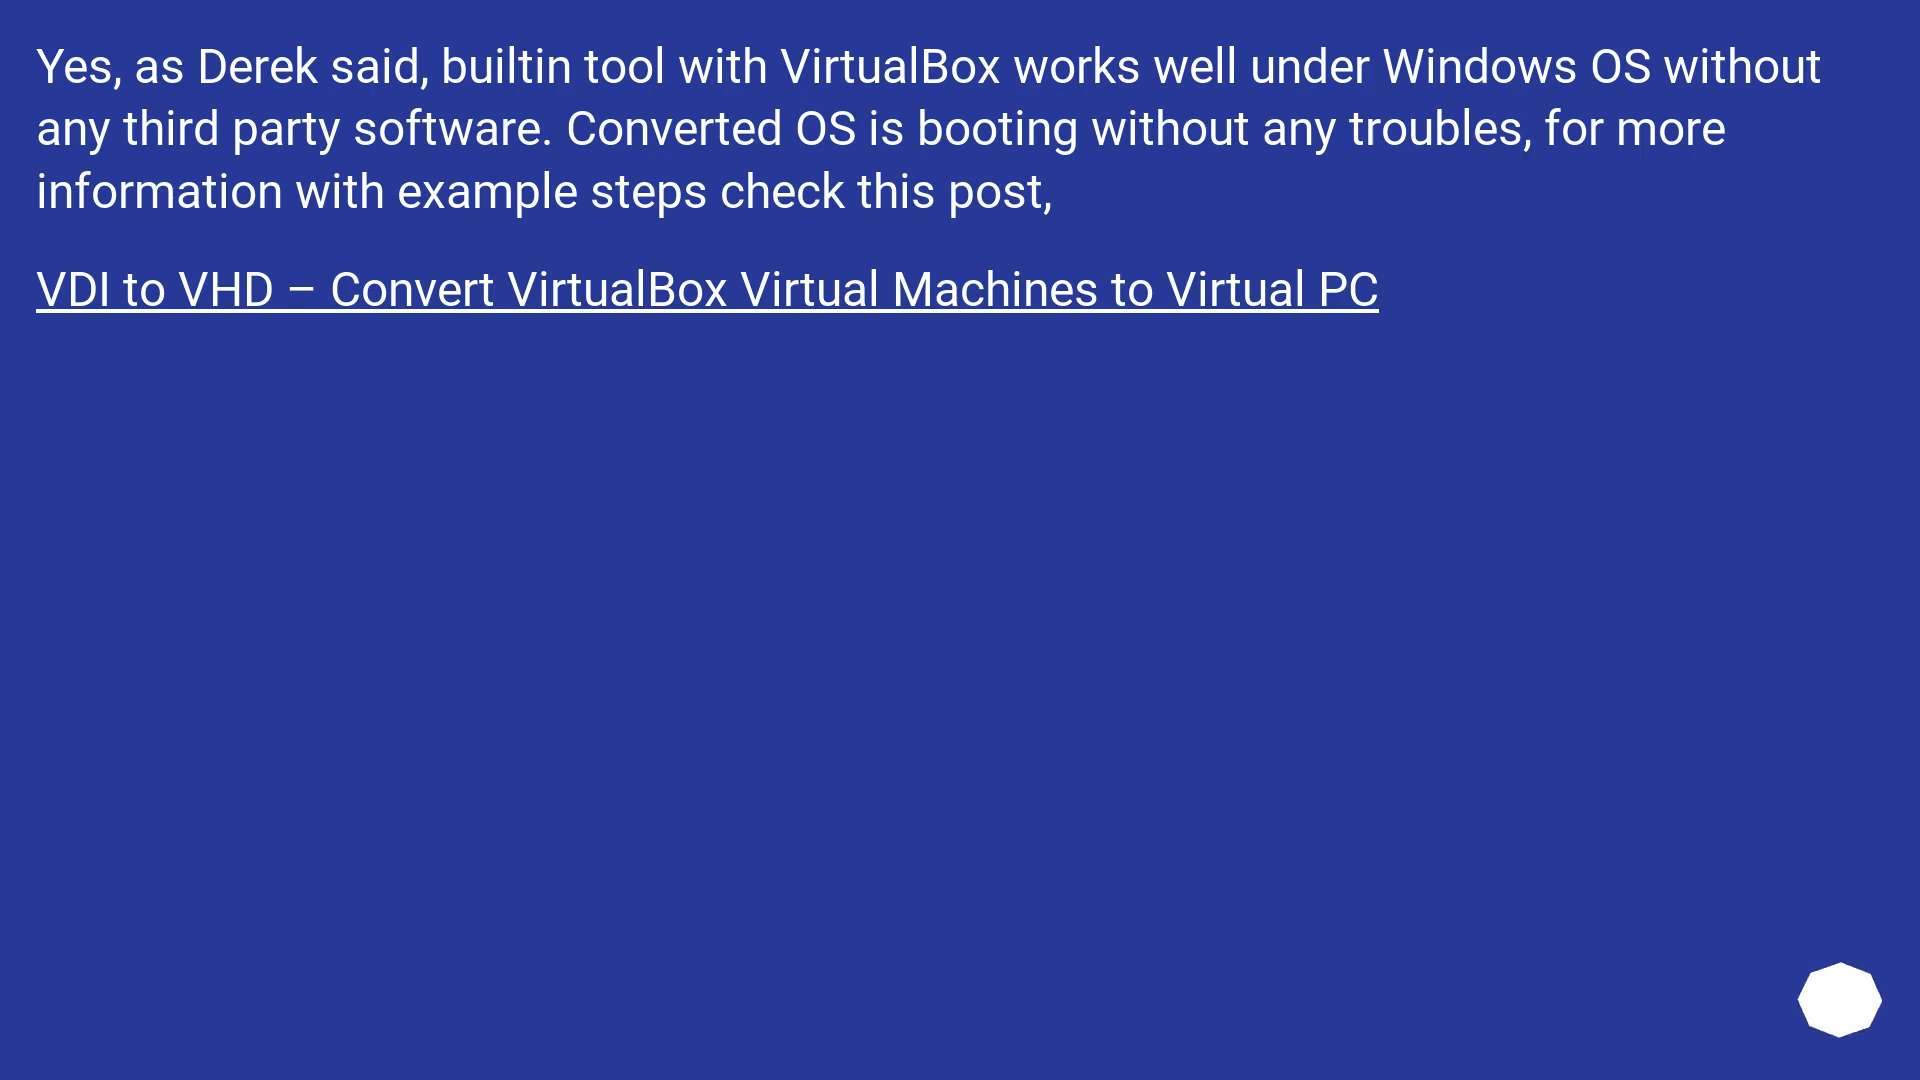 Yes, as Derek said, builtin tool with VirtualBox works well under Windows OS without
any third party software. Converted OS is booting without any troubles, for more
information with example steps check this post,
VDI to VHD – Convert VirtualBox Virtual Machines to Virtual PC